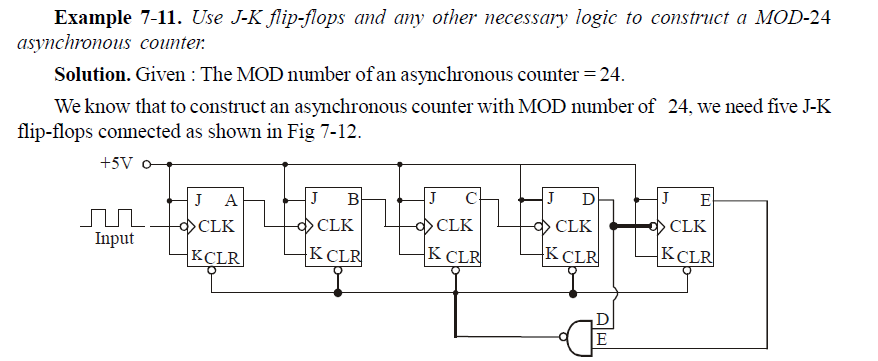 Example 7-11. Use J-K flip-flops and any other necessary logic to construct a MOD-24
asynchronous counter.
Solution. Given : The MOD number of an asynchronous counter = 24.
We know that to construct an asynchronous counter with MOD number of 24, we need five J-K
flip-flops connected as shown in Fig 7-12.
+5V
J A
J B
J C
J D
J E
CLK
CLK
CLK
CLK
CLK
Input
K CLR
K CLR
K CLR
K CLR
K CLR
D
E